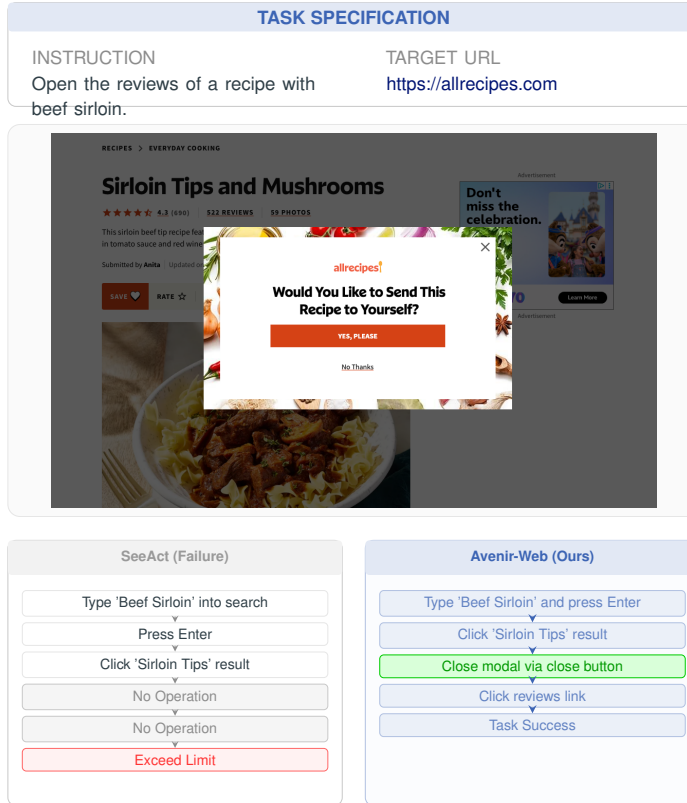 TASK SPECIFICATION
INSTRUCTION
Open the reviews of a recipe with
beef sirloin.
TARGET URL
https://allrecipes.com
RECIPES > EVERYDAY COOKING
Sirloin Tips and Mushrooms
4.3 (690) 522 REVIEWS 59 PHOTOS
This sirloin beef tip recipe fea
in tomato sauce and red wine
Submitted by Anita Updated o
SAVE RATE
Advertisement
Don't
miss the
celebration.
Learn More
Advertisement
allrecipes
Would You Like to Send This
Recipe to Yourself?
YES, PLEASE
No Thanks
SeeAct (Failure)
Type 'Beef Sirloin' into search
Press Enter
Click 'Sirloin Tips' result
No Operation
No Operation
Exceed Limit
Avenir-Web (Ours)
Type 'Beef Sirloin' and press Enter
Click 'Sirloin Tips' result
Close modal via close button
Click reviews link
Task Success